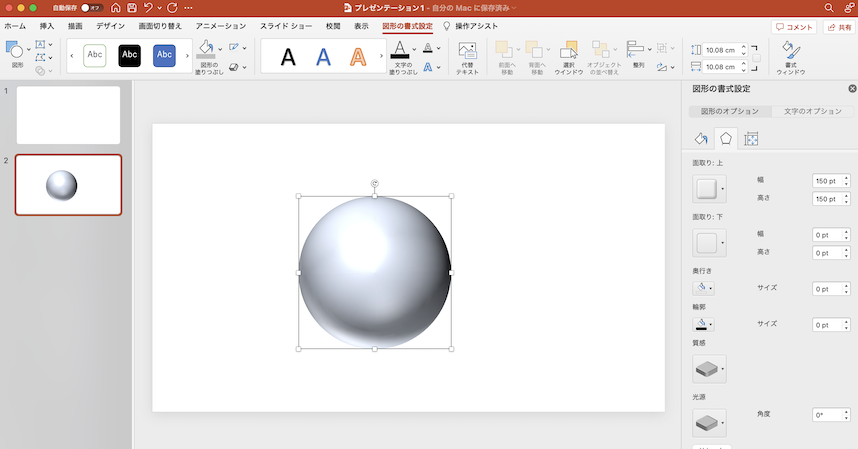 自動保存 オフ プレゼンテーション1 - 自分の Mac に保存済み
ホーム 挿入 描画 デザイン 画面切り替え アニメーション スライド ショー 校閲 表示 図形の書式設定 操作アシスト コメント 共有
図形
Abc Abc Abc
図形の塗りつぶし
A A A
文字の塗りつぶし
代替テキスト
前面へ移動
背面へ移動
選択ウインドウ
オブジェクトの並べ替え
整列
10.08 cm
10.08 cm
書式ウィンドウ
1
2
図形の書式設定
図形のオプション 文字のオプション
面取り: 上
幅 150 pt
高さ 150 pt
面取り: 下
幅 0 pt
高さ 0 pt
奥行き
サイズ 0 pt
輪郭
サイズ 0 pt
質感
光源
角度 0°